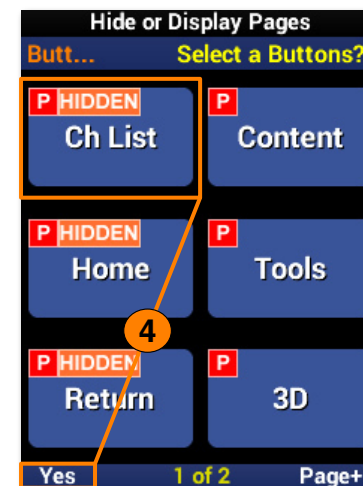 Hide or Display Pages
Butt... Select a Buttons?
P HIDDEN P
Ch List Content
P HIDDEN P
Home Tools
4
P HIDDEN P
Return 3D
Yes 1 of 2 Page+